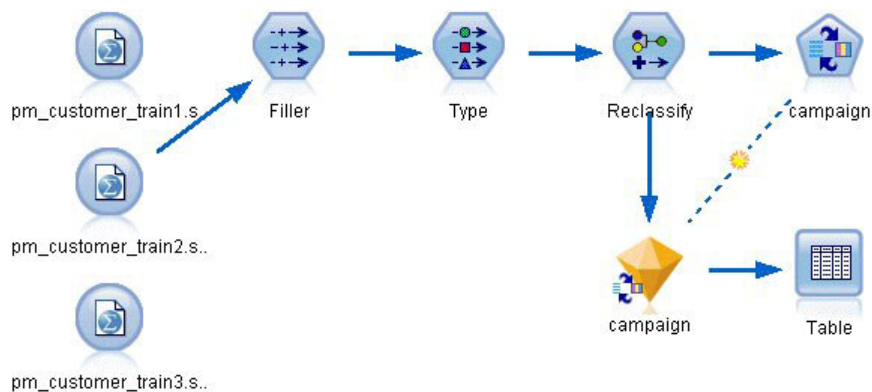 pm_customer_train1.s
Filler
Type
Reclassify
campaign
pm_customer_train2.s..
campaign
Table
pm_customer_train3.s..